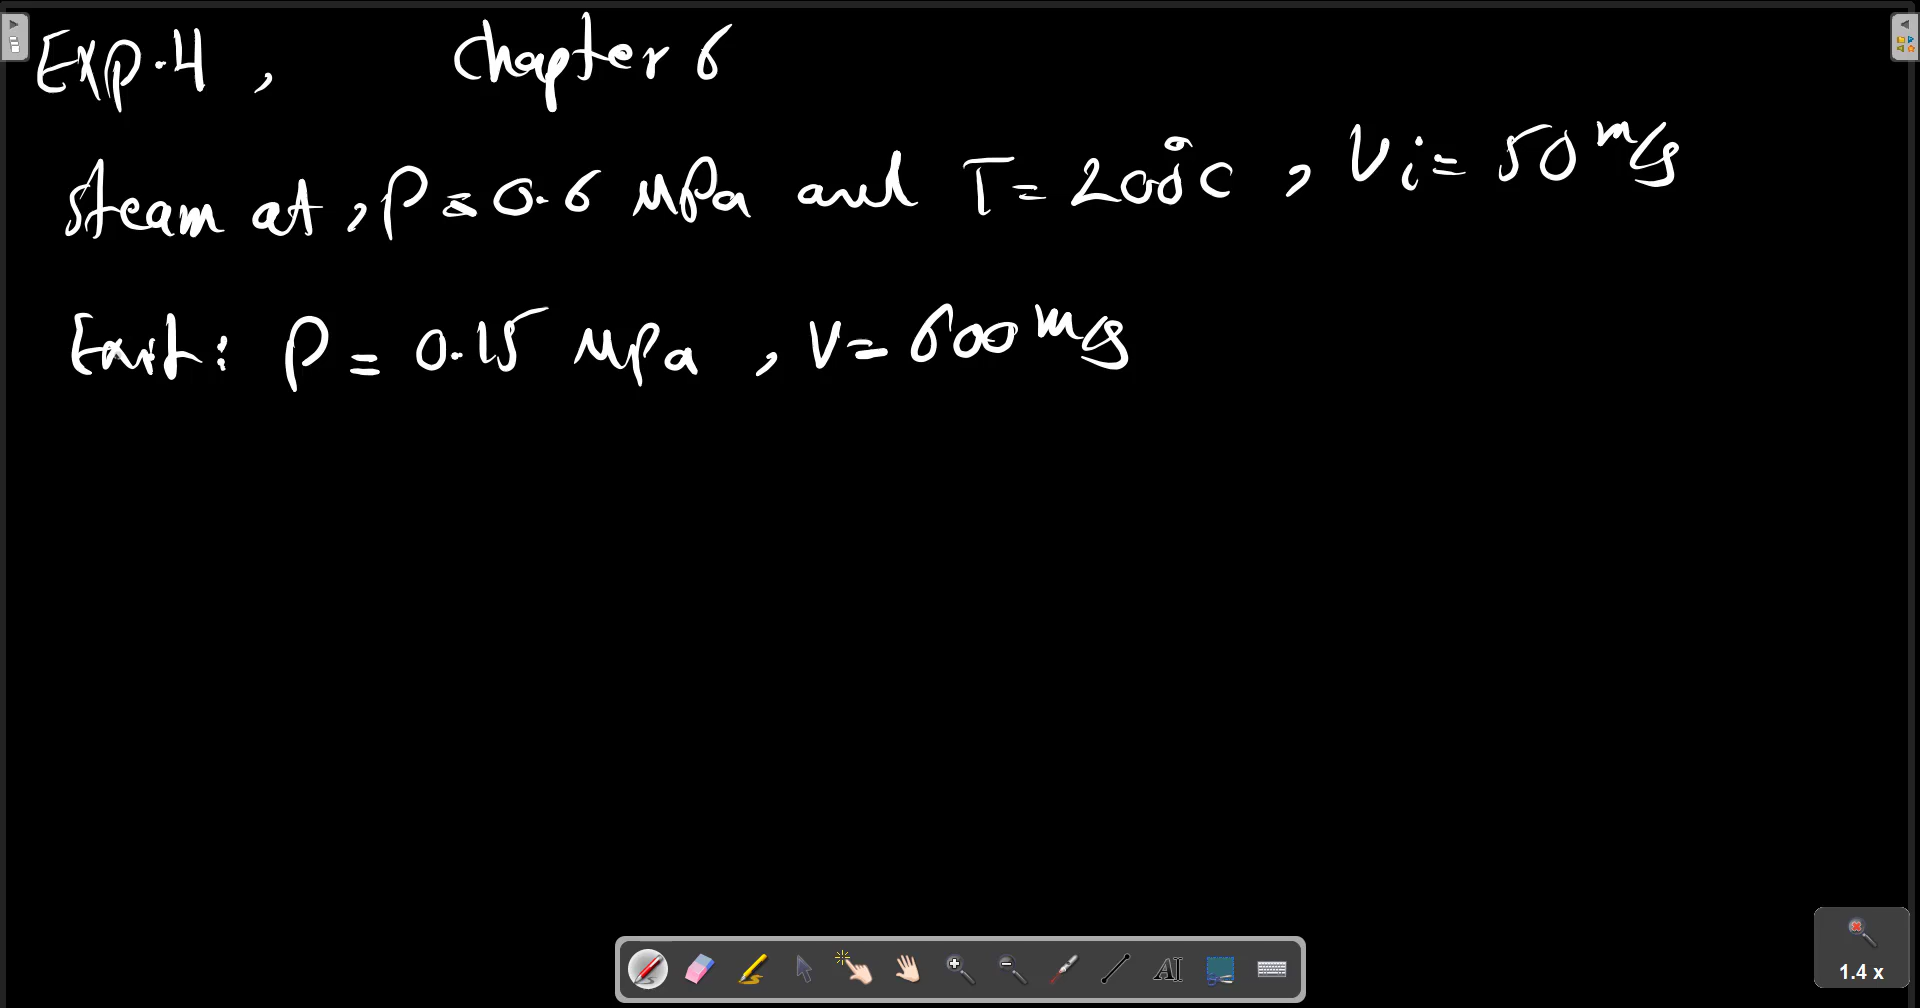 Exp.4 , Chapter 6
steam at , P = 0.6 MPa and T = 200°C , Vi = 50 m/s
Exit : P = 0.15 MPa , V = 600 m/s
AI
1.4 x